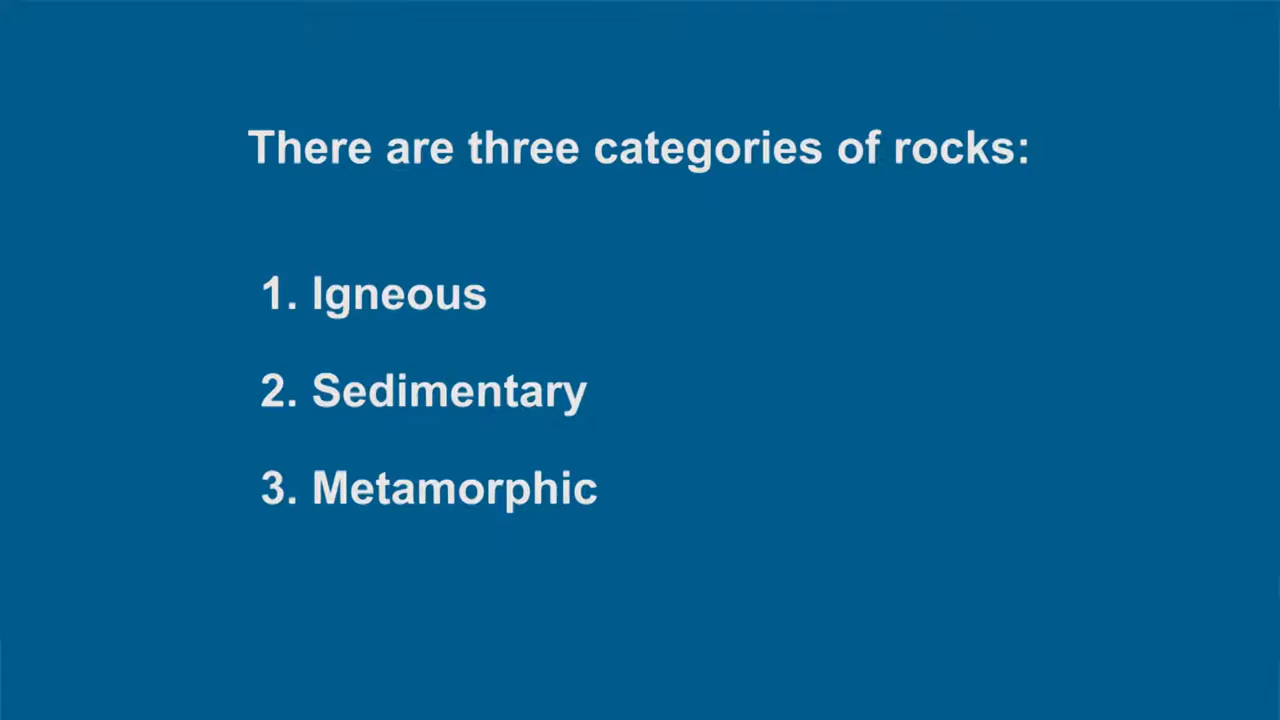 There are three categories of rocks:
1. Igneous
2. Sedimentary
3. Metamorphic